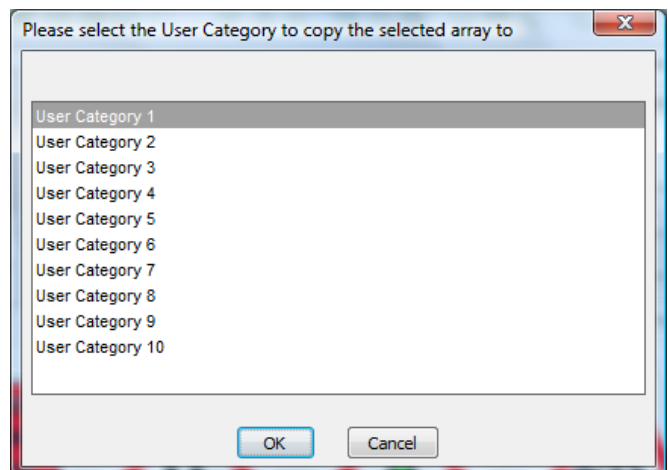 Please select the User Category to copy the selected array to
User Category 1
User Category 2
User Category 3
User Category 4
User Category 5
User Category 6
User Category 7
User Category 8
User Category 9
User Category 10
OK
Cancel